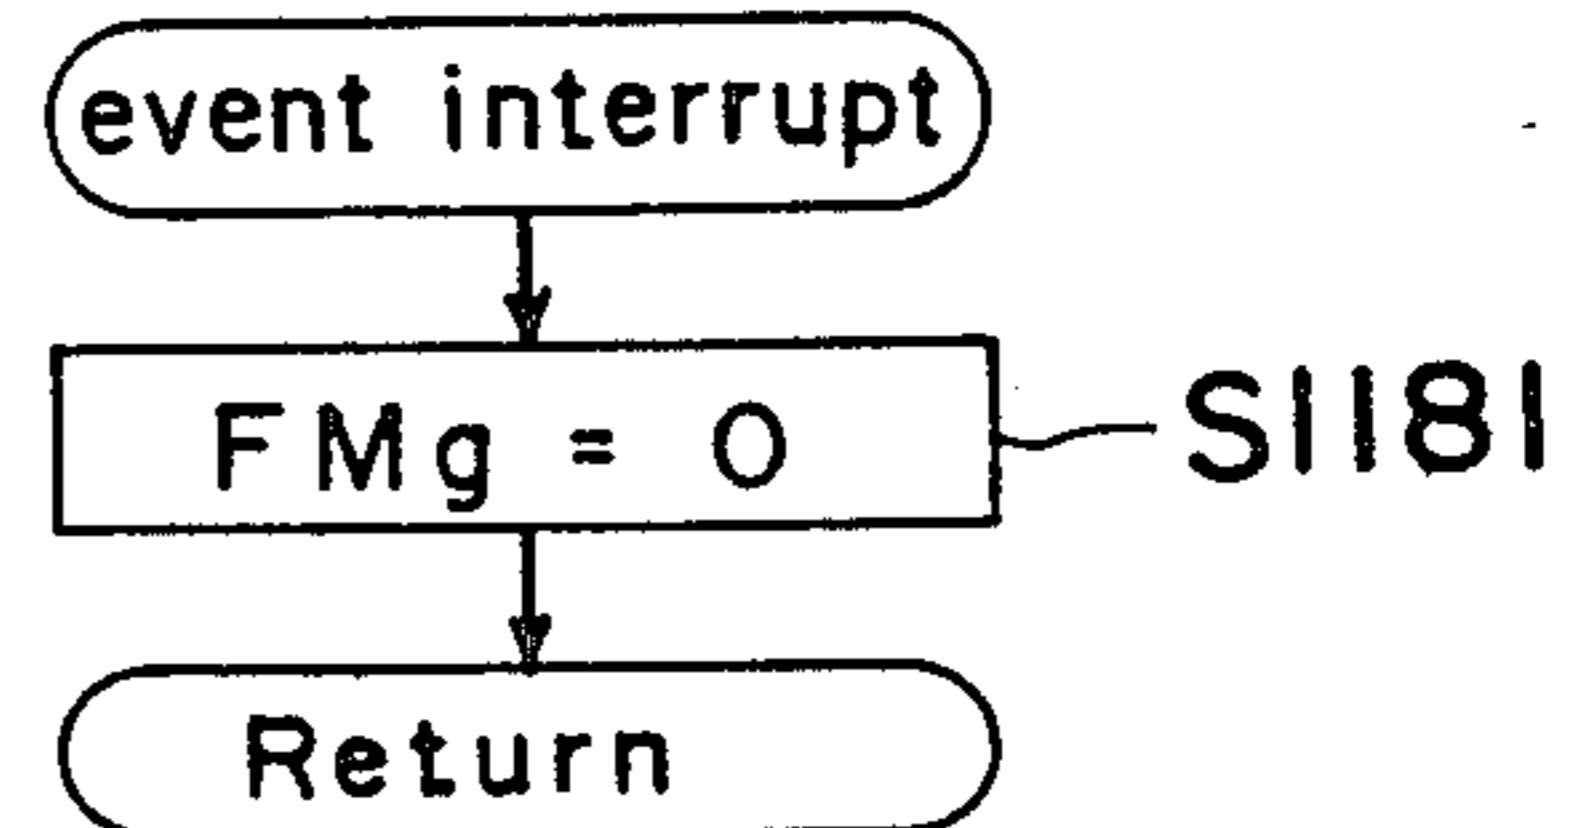 event interrupt
FMg = 0
S1181
Return